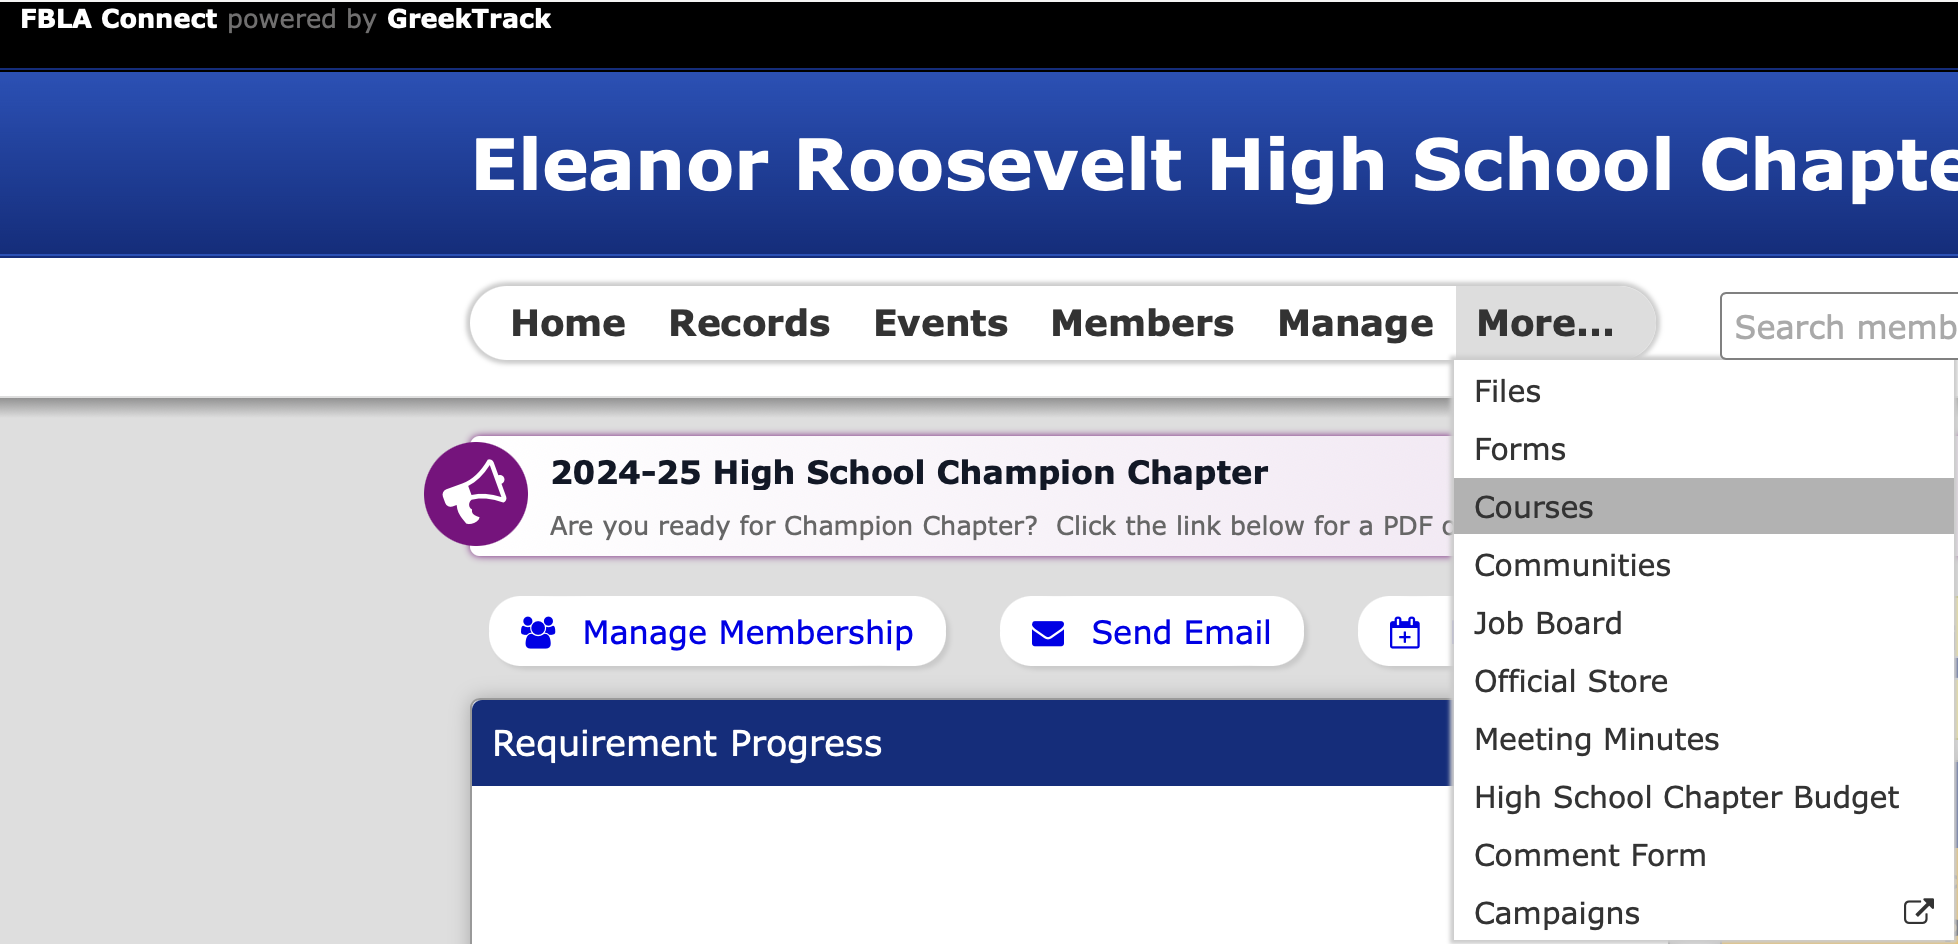 FBLA Connect powered by GreekTrack
Eleanor Roosevelt High School
Home Records Events Members Manage More...
Search
Files
Forms
Courses
Communities
Job Board
Official Store
Meeting Minutes
High School Chapter Budget
Comment Form
Campaigns
2024-25 High School Champion Chapter
Are you ready for Champion Chapter? Click the link below for a PDF
Manage Membership
Send Email
Requirement Progress